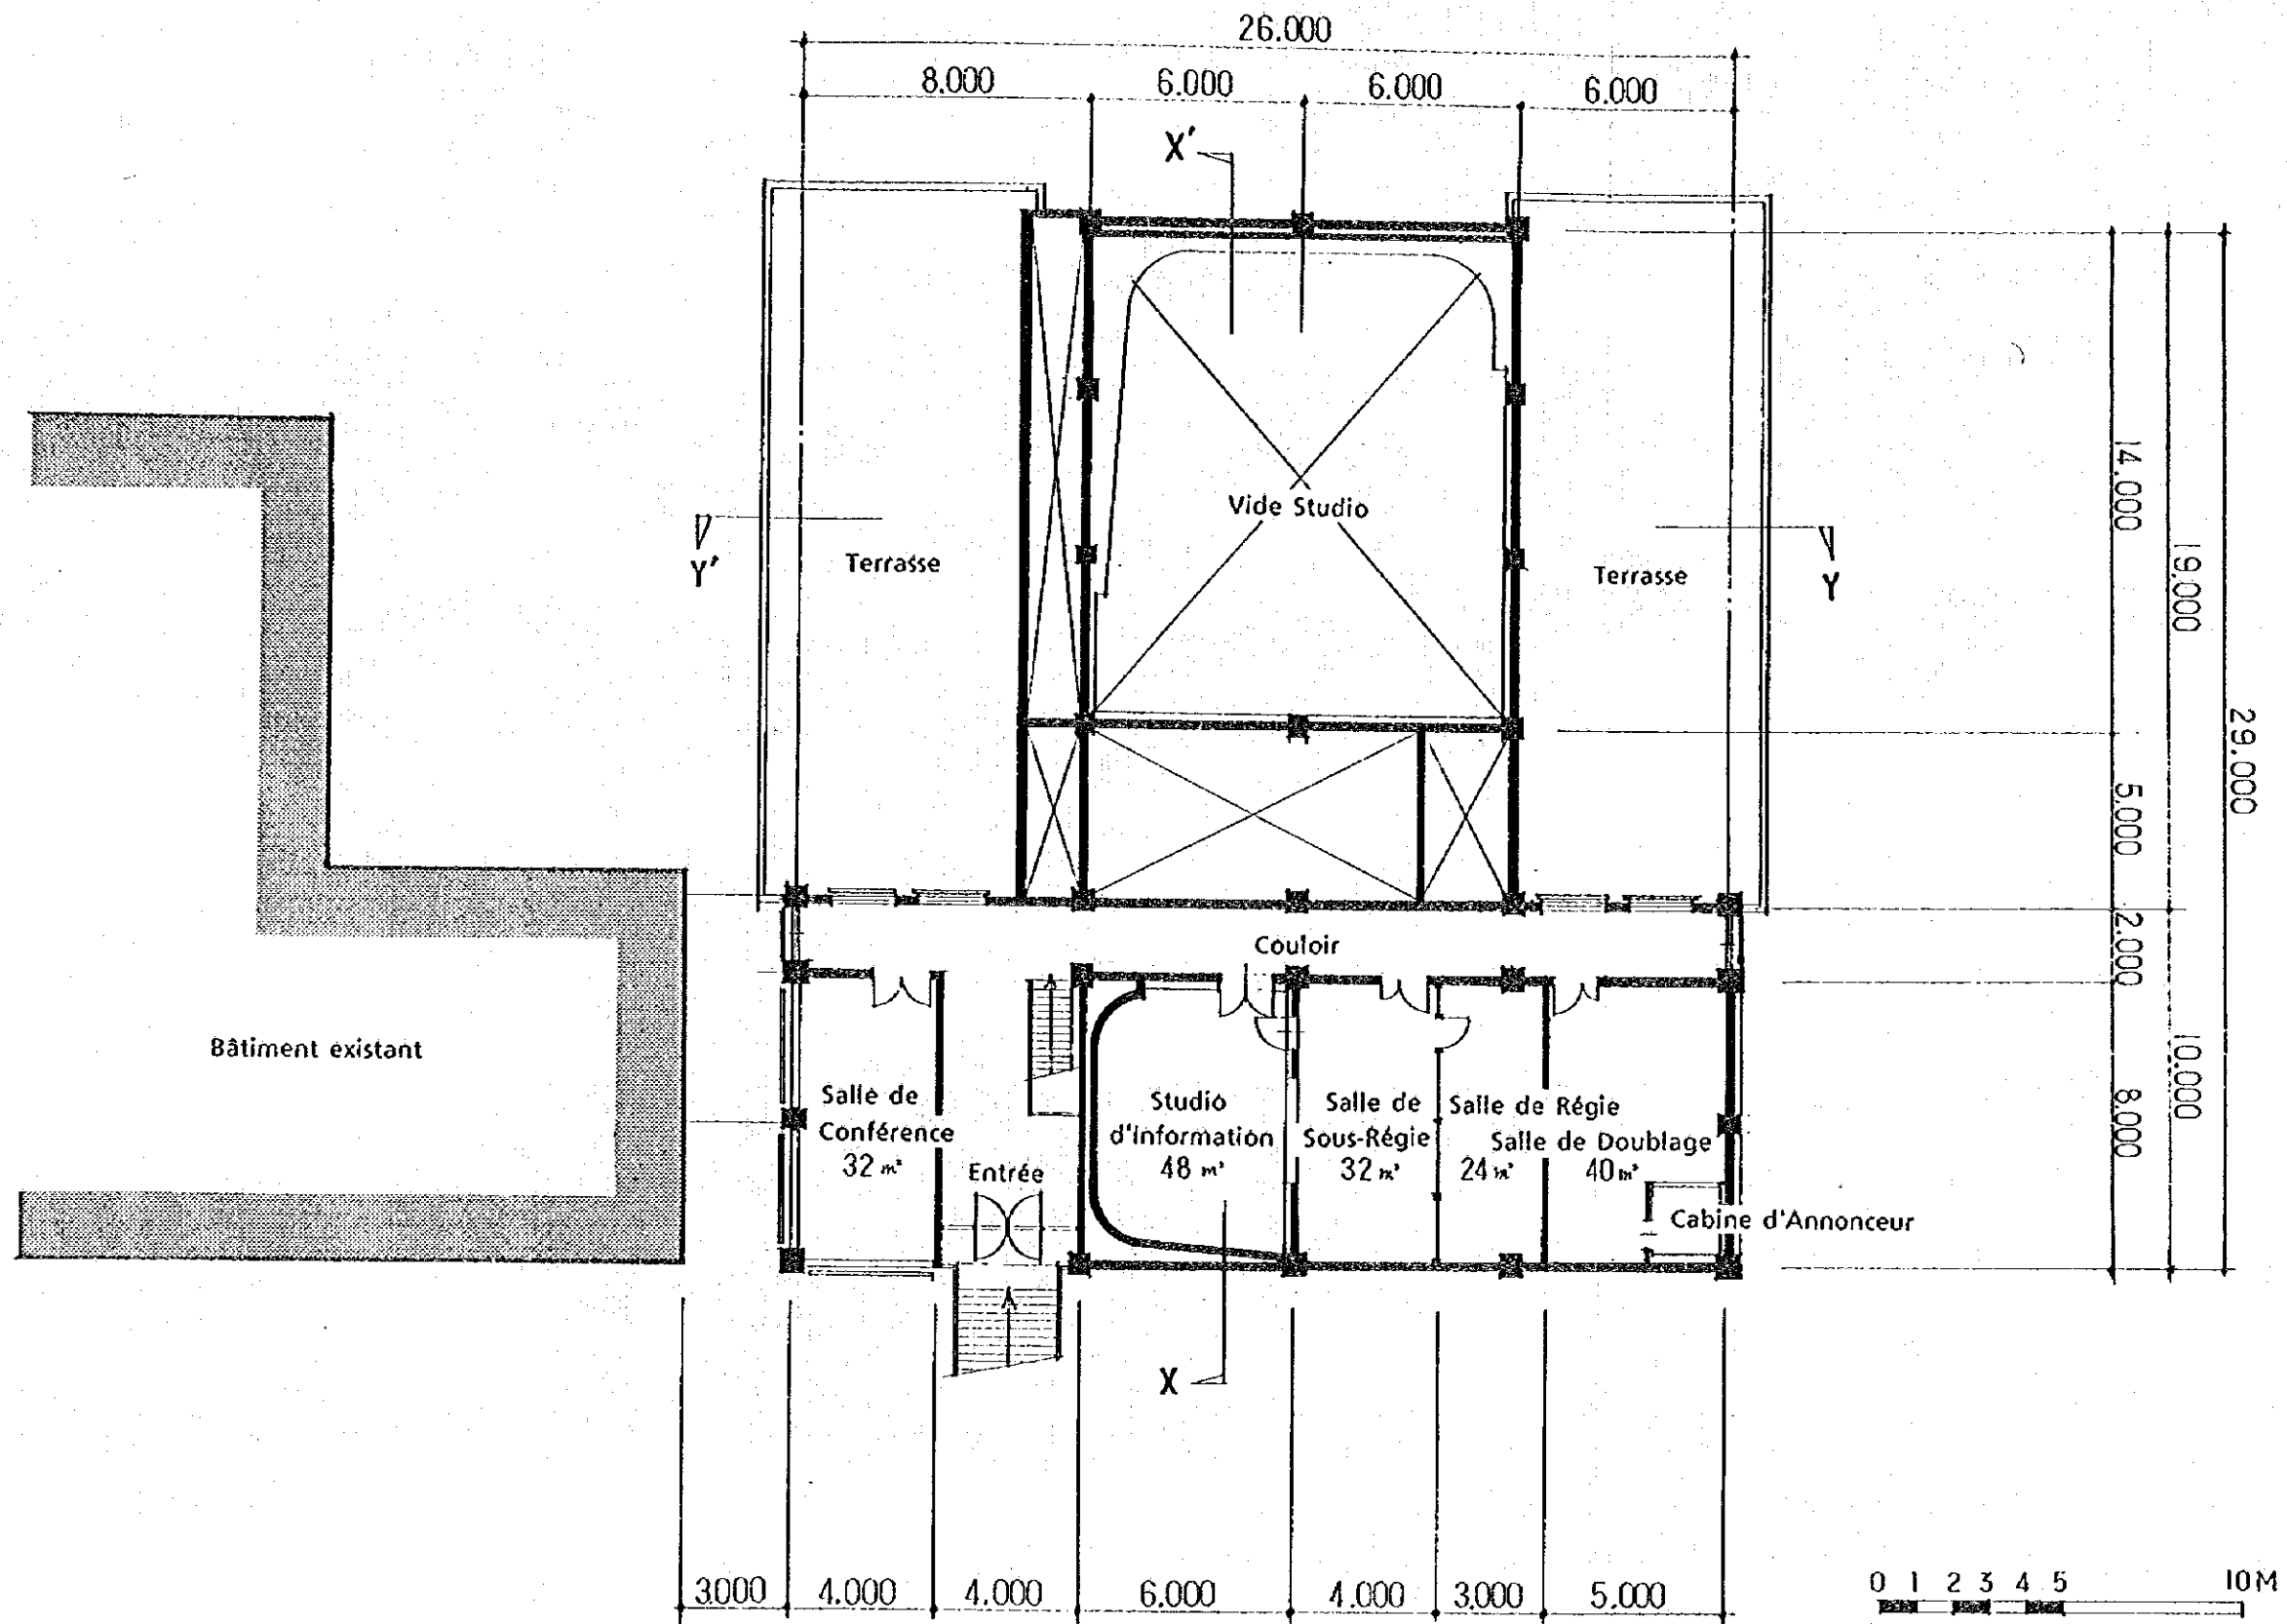 26.000
8.000 6.000 6.000 6.000
X'
Vide Studio
Y'
Terrasse
Terrasse
Y
14.000
19.000
29.000
5.000
2.000
10.000
8.000
Couloir
Bâtiment existant
Salle de
Conférence
32 m²
Entrée
Studio
d'Information
48 m²
Salle de
Sous-Régie
32 m²
Salle de Régie
24 m²
Salle de Doublage
40 m²
Cabine d'Annonceur
X
3.000 4.000 4.000 6.000 4.000 3.000 5.000
0 1 2 3 4 5 10M